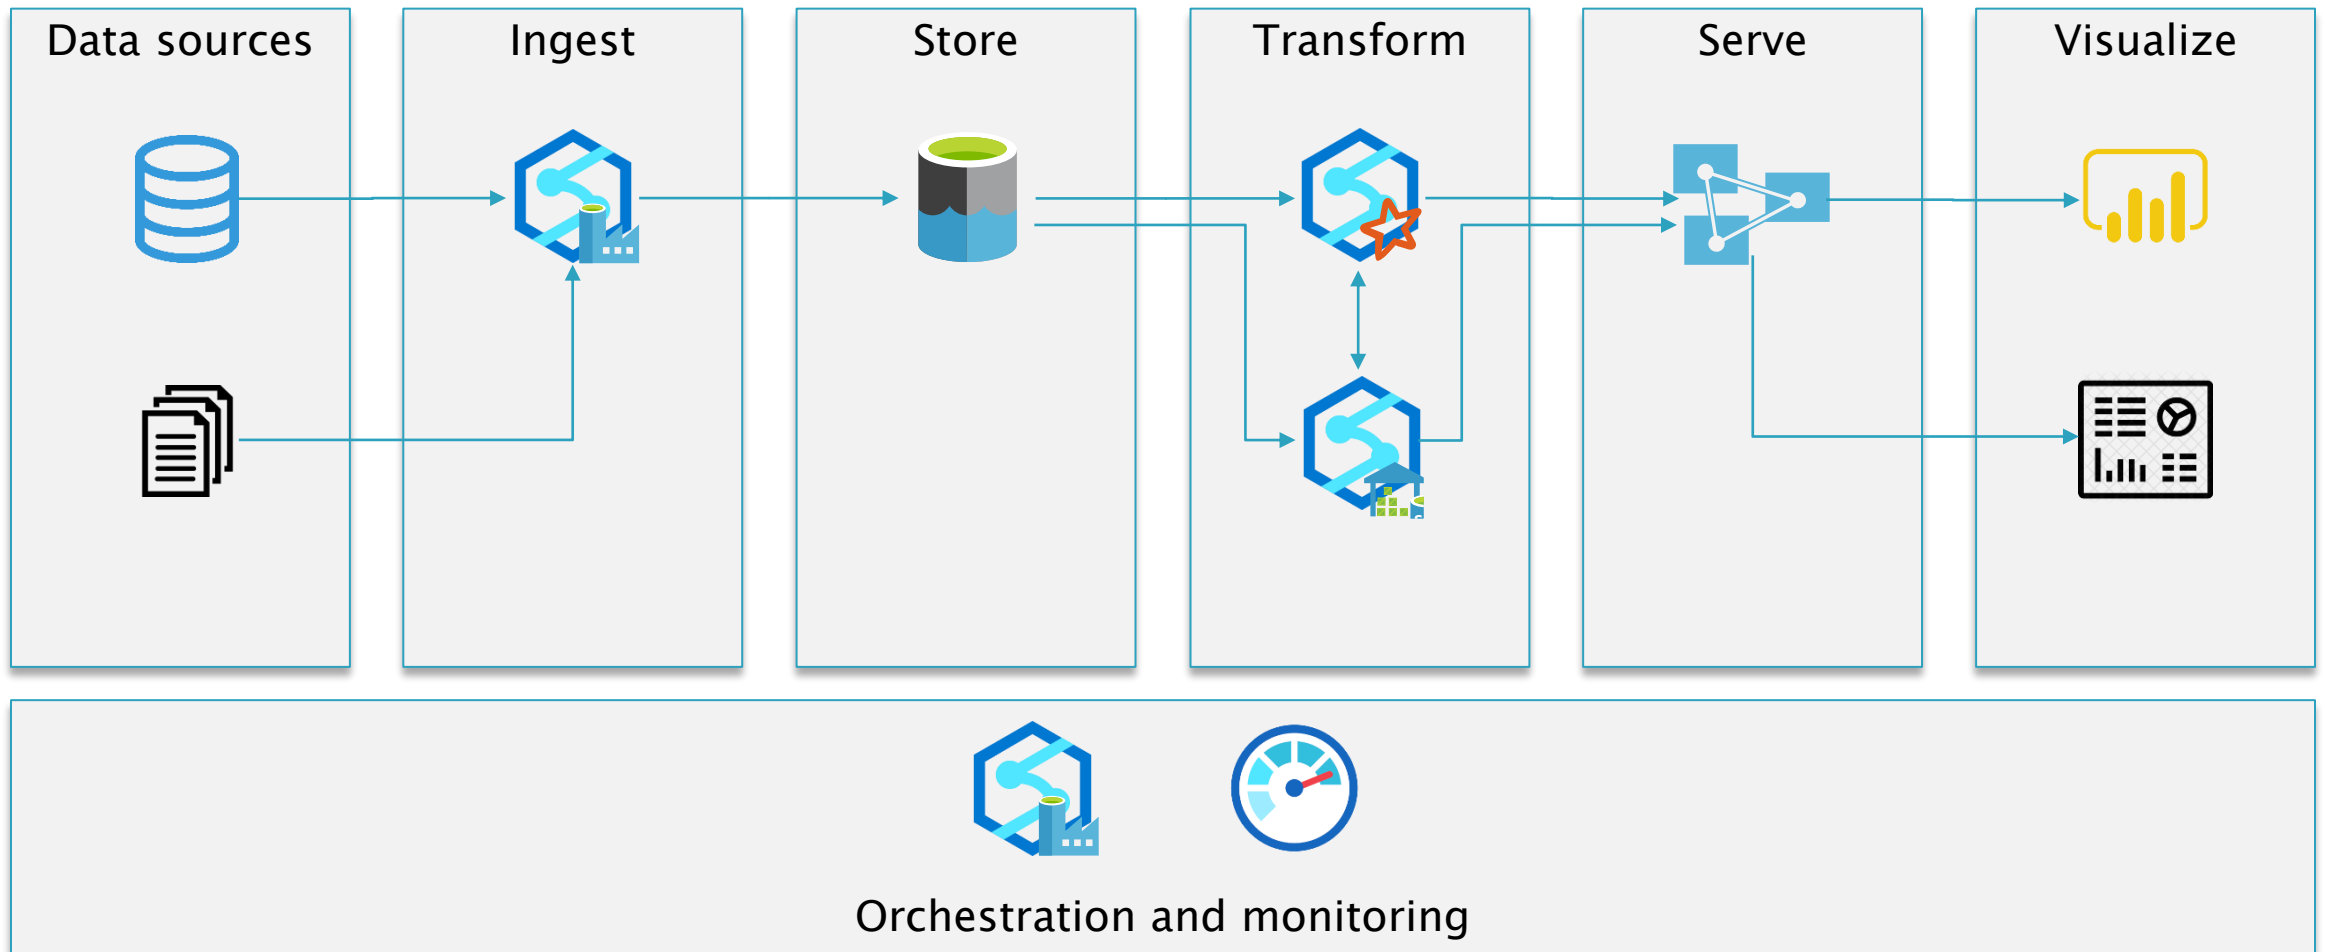 Data sources
Ingest
Store
Transform
Serve
Visualize
Orchestration and monitoring